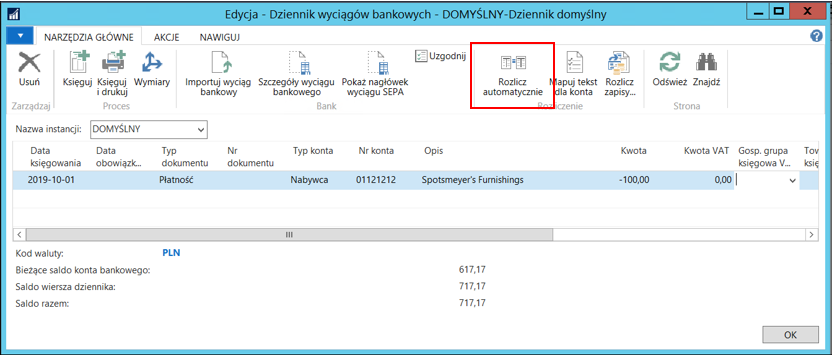 Edycja - Dziennik wyciągów bankowych - DOMYŚLNY-Dziennik domyślny
NARZĘDZIA GŁÓWNE AKCJE NAWIGUJ
Usuń
Zarządzaj
Księguj
Księguj i drukuj
Wymiary
Proces
Importuj wyciąg bankowy
Szczegóły wyciągu bankowego
Pokaż nagłówek wyciągu SEPA
Uzgodnij
Bank
Rozlicz automatycznie
Mapuj tekst dla konta
Rozlicz zapisy...
Rozliczenie
Odśwież
Znajdź
Strona
Nazwa instancji: DOMYŚLNY
Data księgowania
Data obowiązk...
Typ dokumentu
Nr dokumentu
Typ konta
Nr konta
Opis
Kwota
Kwota VAT
Gosp. grupa księgowa V...
Tow księ
2019-10-01 Płatność Nabywca 01121212 Spotsmeyer's Furnishings -100,00 0,00
Kod waluty: PLN
Bieżące saldo konta bankowego: 617,17
Saldo wiersza dziennika: 717,17
Saldo razem: 717,17
OK